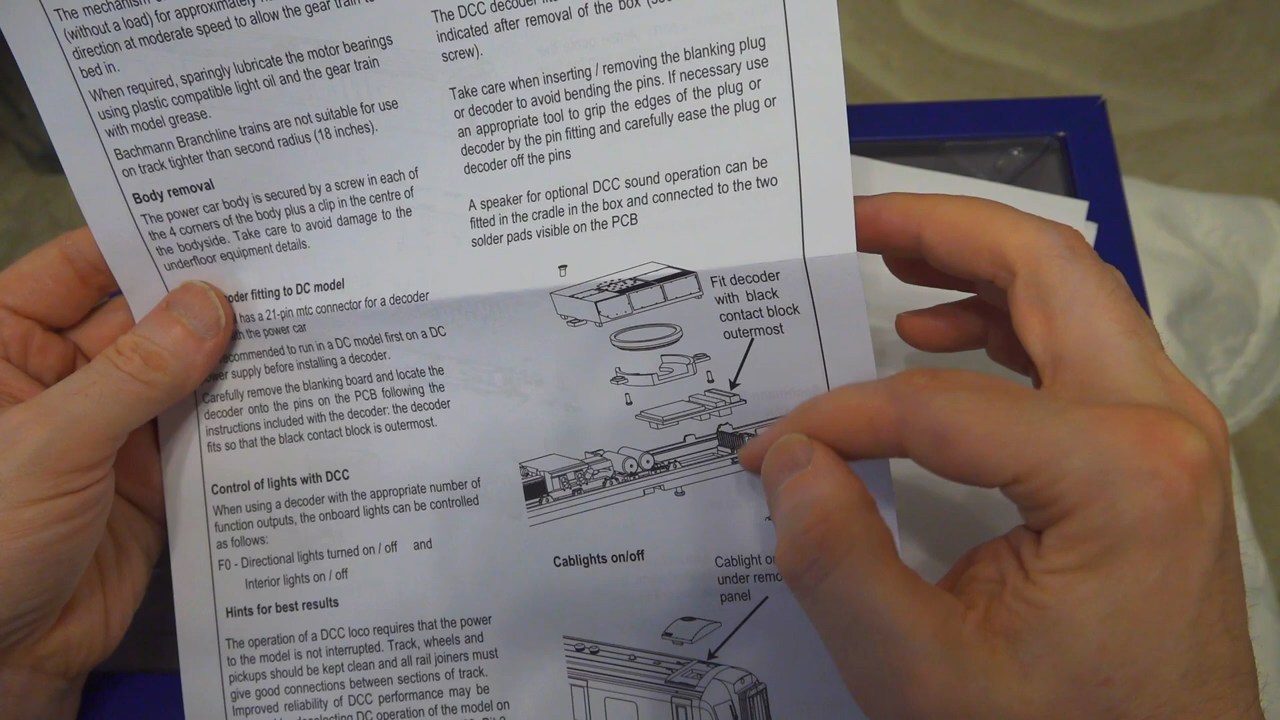 The mechanism
(without a load) for approximately
direction at moderate speed to allow the gear train to
bed in.
When required, sparingly lubricate the motor bearings
using plastic compatible light oil and the gear train
with model grease.
Bachmann Branchline trains are not suitable for use
on track tighter than second radius (18 inches).
Body removal
The power car body is secured by a screw in each of
the 4 corners of the body plus a clip in the centre of
the bodyside. Take care to avoid damage to the
underfloor equipment details.
fitting to DC model
has a 21-pin mtc connector for a decoder
the power car
to run in a DC model first on a DC
supply before installing a decoder.
Carefully remove the blanking board and locate the
decoder onto the pins on the PCB following the
instructions included with the decoder: the decoder
fits so that the black contact block is outermost.
Control of lights with DCC
When using a decoder with the appropriate number of
function outputs, the onboard lights can be controlled
as follows:
F0 - Directional lights turned on / off and
Interior lights on / off
Hints for best results
The operation of a DCC loco requires that the power
to the model is not interrupted. Track, wheels and
pickups should be kept clean and all rail joiners must
give good connections between sections of track.
Improved reliability of DCC performance may be
deselecting DC operation of the model on
The DCC decoder
indicated after removal of the box
screw).
Take care when inserting / removing the blanking plug
or decoder to avoid bending the pins. If necessary use
an appropriate tool to grip the edges of the plug or
decoder by the pin fitting and carefully ease the plug or
decoder off the pins
A speaker for optional DCC sound operation can be
fitted in the cradle in the box and connected to the two
solder pads visible on the PCB
Fit decoder
with black
contact block
outermost
Cablights on/off
Cablight
under
panel